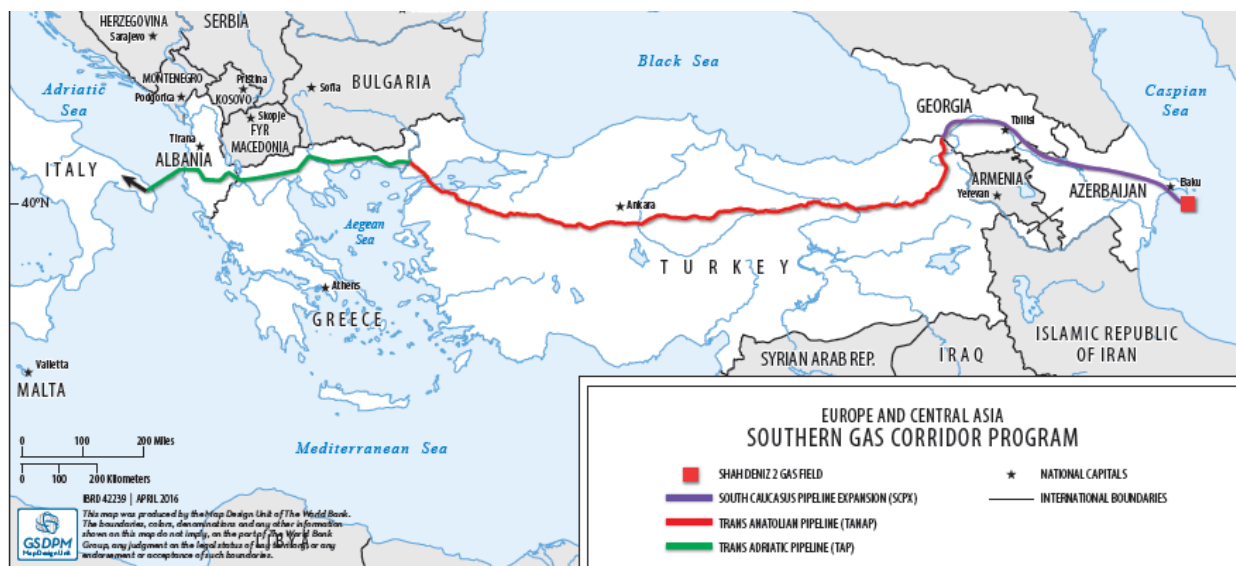 HERZEGOVINA
Sarajevo
SERBIA
Adriatic
Sea
MONTENEGRO
Podgorica
Pristina
KOSOVO
Sofia
BULGARIA
Skopje
FYR
MACEDONIA
Tirana
ALBANIA
ITALY
40°N
Black Sea
GEORGIA
Tbilisi
Caspian
Sea
ARMENIA
Yerevan
AZERBAIJAN
Baku
Ankara
Aegean
Sea
TURKEY
Athens
GREECE
ISLAMIC REPUBLIC
OF IRAN
SYRIAN ARAB REP.
IRAQ
Valletta
MALTA
Mediterranean Sea
0 100 200 Miles
0 100 200 Kilometers
IBRD 42239 | APRIL 2016
GSDPM
Map Design Unit
This map was produced by the Map Design Unit of The World Bank.
The boundaries, colors, denominations and any other information
shown on this map do not imply, on the part of The World Bank
Group, any judgment on the legal status of any territory, or any
endorsement or acceptance of such boundaries.
EUROPE AND CENTRAL ASIA
SOUTHERN GAS CORRIDOR PROGRAM
SHAH DENIZ 2 GAS FIELD
SOUTH CAUCASUS PIPELINE EXPANSION (SCPX)
TRANS ANATOLIAN PIPELINE (TANAP)
TRANS ADRIATIC PIPELINE (TAP)
NATIONAL CAPITALS
INTERNATIONAL BOUNDARIES